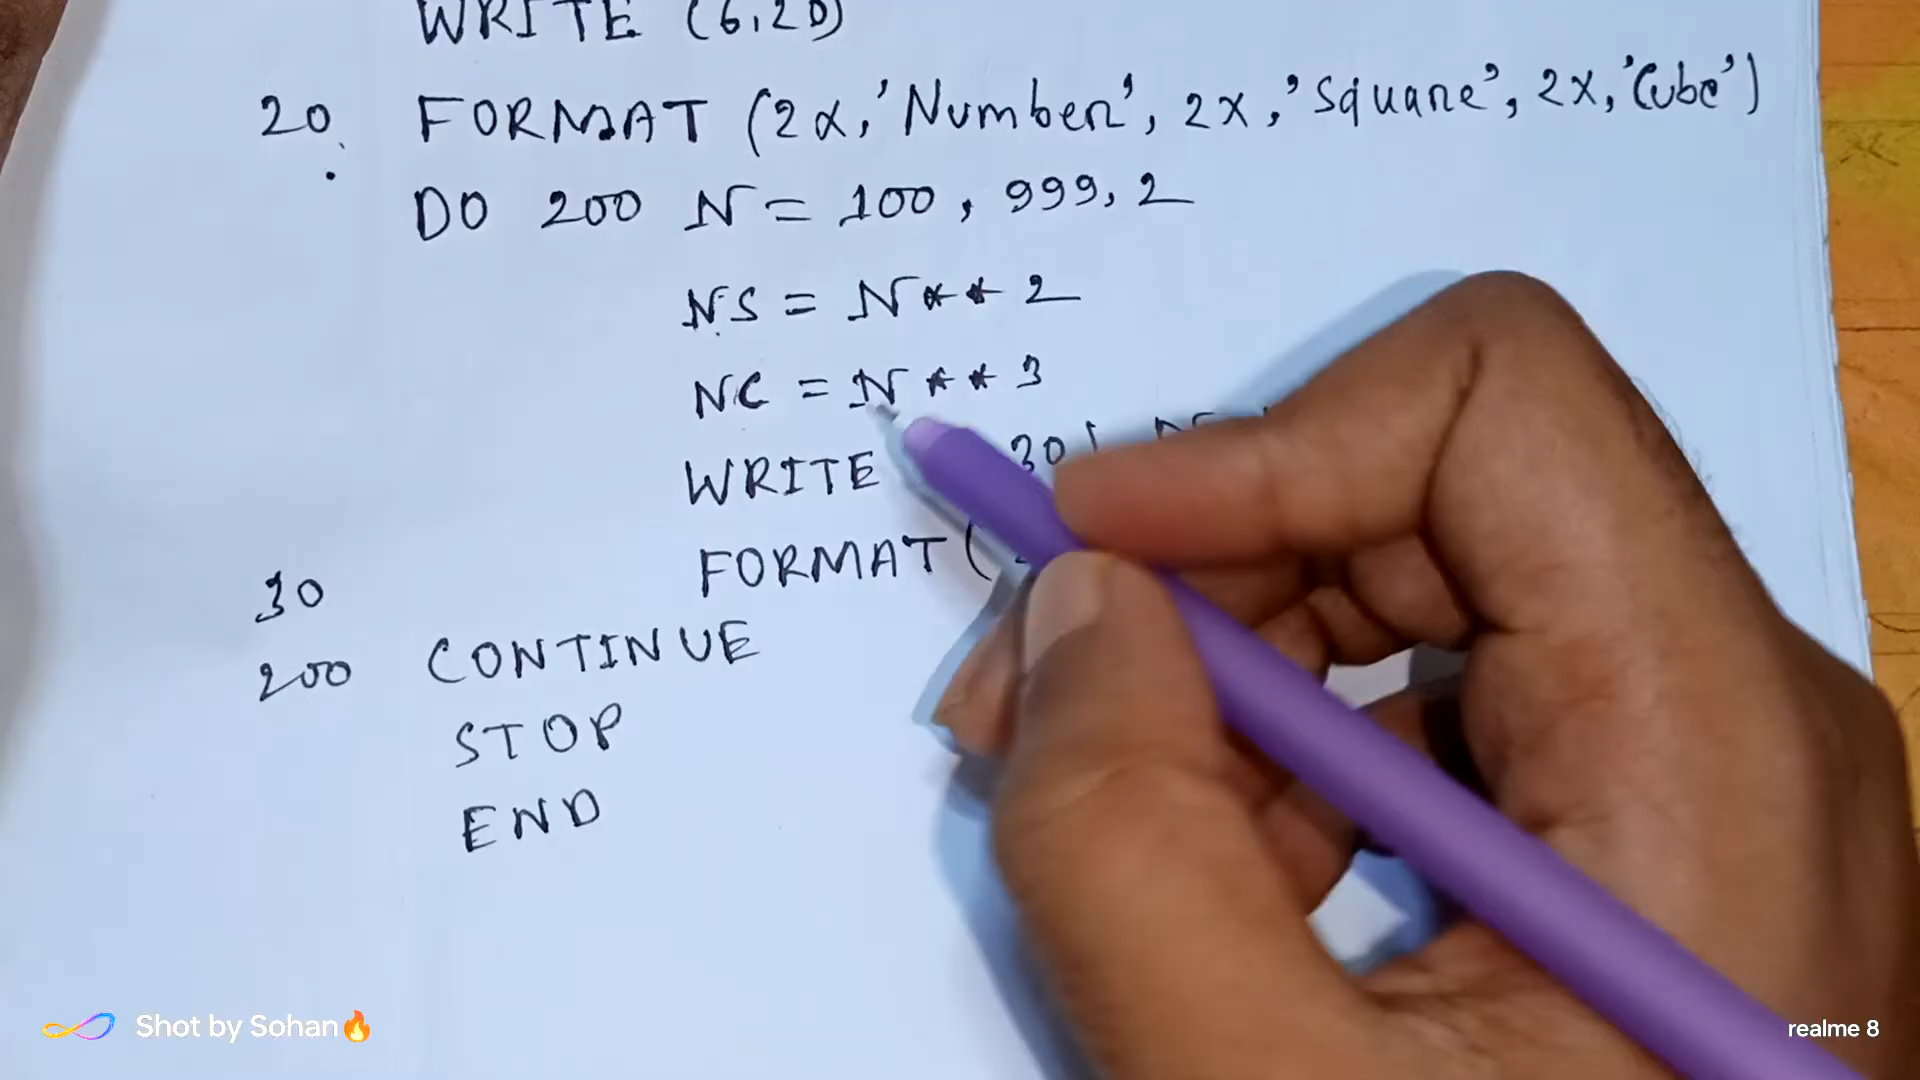 WRITE (6,20)
20 FORMAT (2x,'Number', 2x,'Square', 2x,'Cube')
DO 200 N = 100, 999, 2
NS = N**2
NC = N**3
WRITE 30)
30 FORMAT(
200 CONTINUE
STOP
END
Shot by Sohan🔥
realme 8